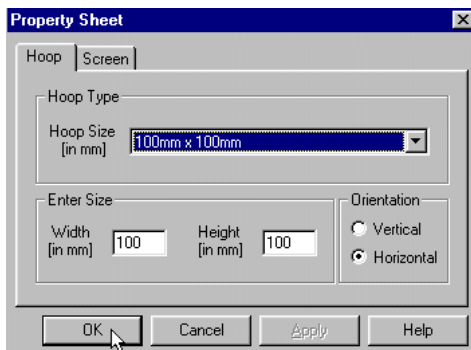 Property Sheet
Hoop Screen
Hoop Type
Hoop Size
[in mm]
100mm x 100mm
Enter Size
Width
[in mm]
100
Height
[in mm]
100
Orientation
Vertical
Horizontal
OK Cancel Apply Help